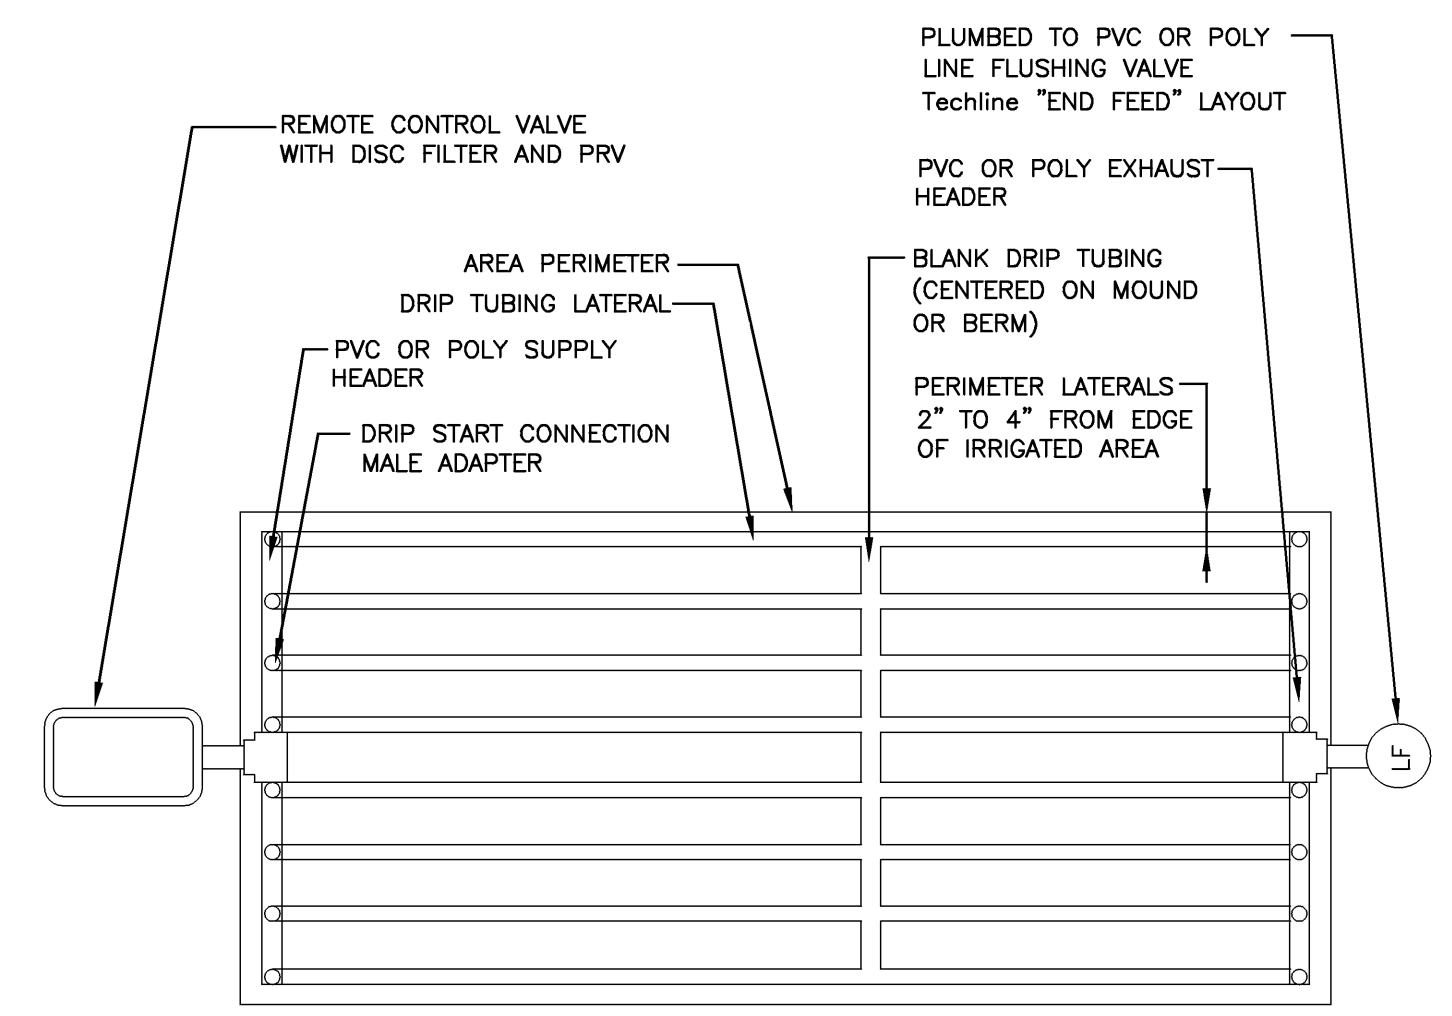 PLUMBED TO PVC OR POLY
LINE FLUSHING VALVE
Techline "END FEED" LAYOUT
REMOTE CONTROL VALVE
WITH DISC FILTER AND PRV
PVC OR POLY EXHAUST
HEADER
AREA PERIMETER
BLANK DRIP TUBING
(CENTERED ON MOUND
OR BERM)
DRIP TUBING LATERAL
PVC OR POLY SUPPLY
HEADER
PERIMETER LATERALS
2" TO 4" FROM EDGE
OF IRRIGATED AREA
DRIP START CONNECTION
MALE ADAPTER
LF